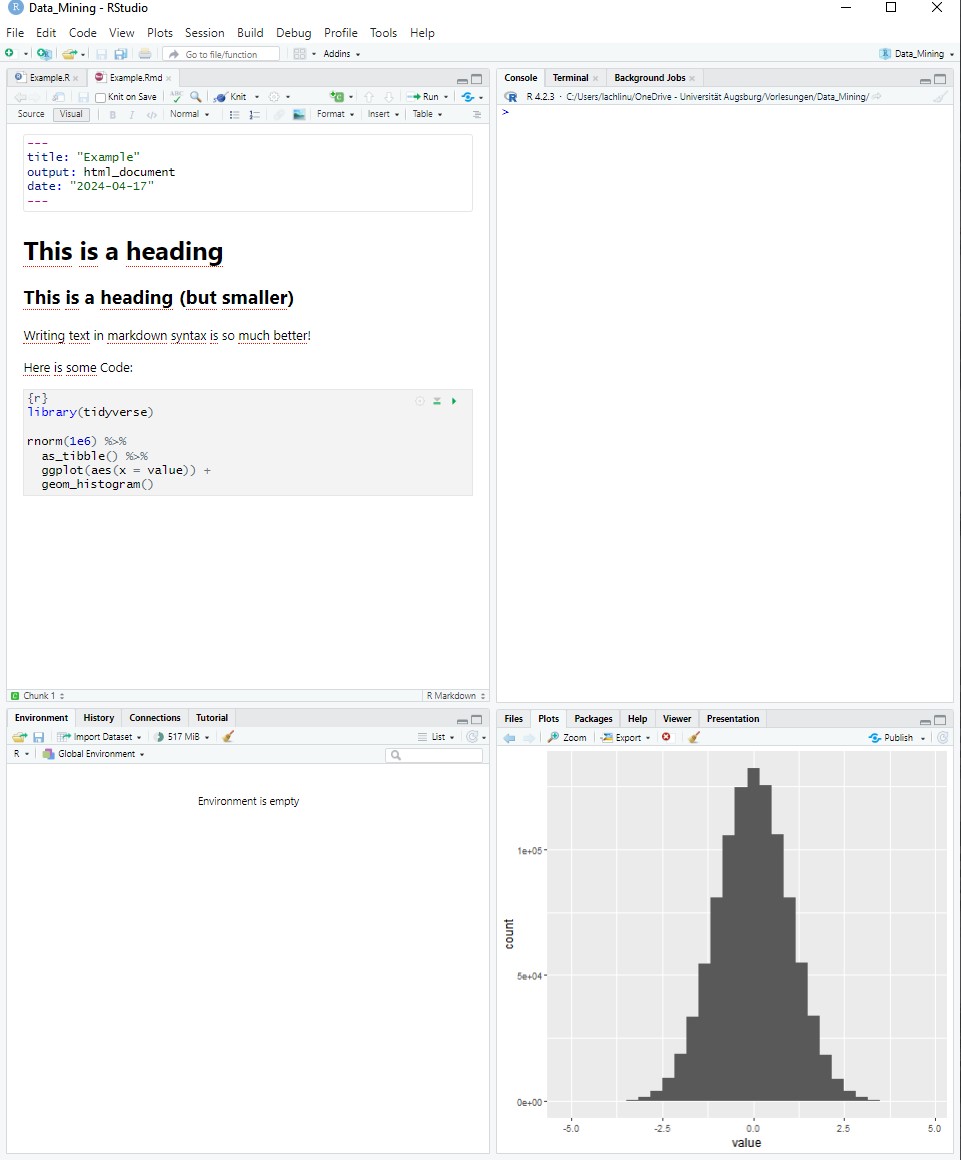 Data_Mining - RStudio
File Edit Code View Plots Session Build Debug Profile Tools Help
Go to file/function Addins Data_Mining
Example.R Example.Rmd
Knit on Save ABC Knit Run
Source Visual B I </> Normal Format Insert Table
---
title: "Example"
output: html_document
date: "2024-04-17"
---
This is a heading
This is a heading (but smaller)
Writing text in markdown syntax is so much better!
Here is some Code:
{r}
library(tidyverse)
rnorm(1e6) %>%
as_tibble() %>%
ggplot(aes(x = value)) +
geom_histogram()
Chunk 1 R Markdown
Console Terminal Background Jobs
R 4.2.3 · C:/Users/lachlinu/OneDrive - Universität Augsburg/Vorlesungen/Data_Mining/
>
Environment History Connections Tutorial
Import Dataset 517 MiB List
R Global Environment
Environment is empty
Files Plots Packages Help Viewer Presentation
Zoom Export Publish
1e+05
5e+04
0e+00
count
-5.0 -2.5 0.0 2.5 5.0
value